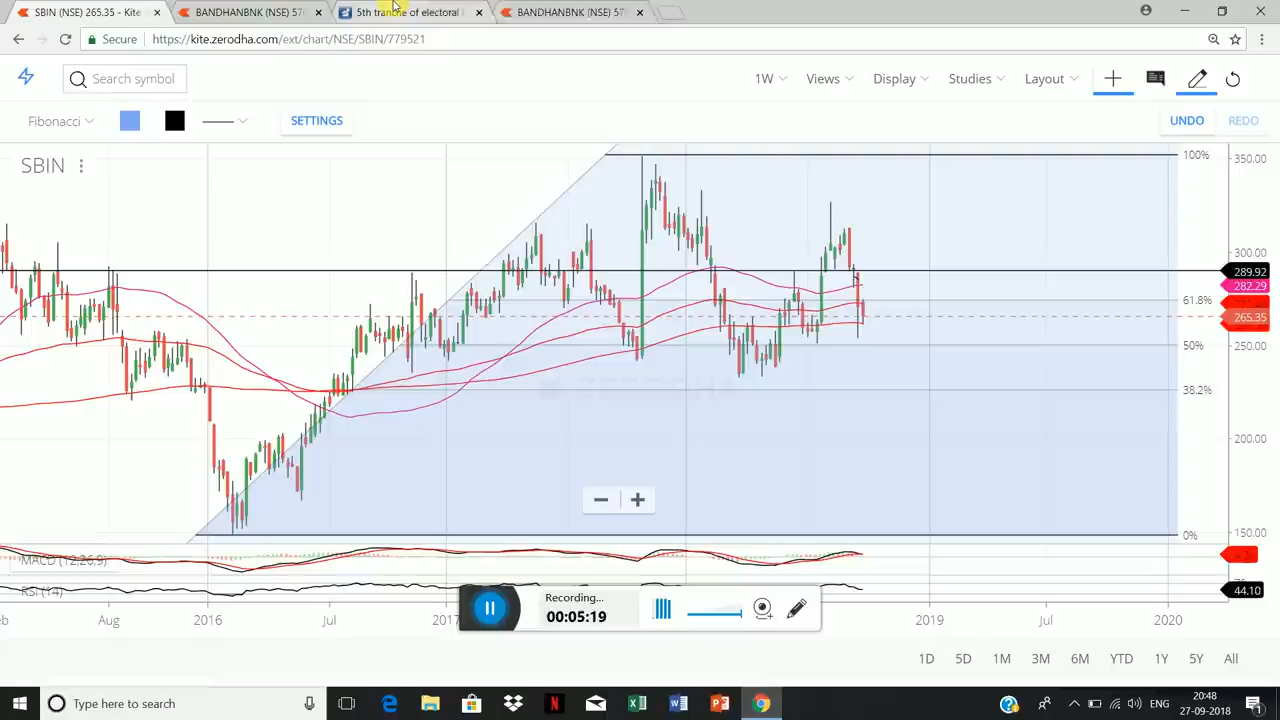 SBIN (NSE) 265.35 - Kite
BANDHANBNK (NSE) 57
5th tranche of electoral
BANDHANBNK (NSE) 57
Secure
https://kite.zerodha.com/ext/chart/NSE/SBIN/779521
Search symbol
1W
Views
Display
Studies
Layout
Fibonacci
SETTINGS
UNDO
REDO
SBIN
100%
350.00
300.00
289.92
282.29
61.8%
265.35
50%
250.00
38.2%
ZERODHA
200.00
150.00
0%
MACD (12,26,9)
RSI (14)
44.10
Recording...
00:05:19
Aug
2016
Jul
2017
2019
Jul
2020
1D
5D
1M
3M
6M
YTD
1Y
5Y
All
Type here to search
ENG
20:48
27-09-2018